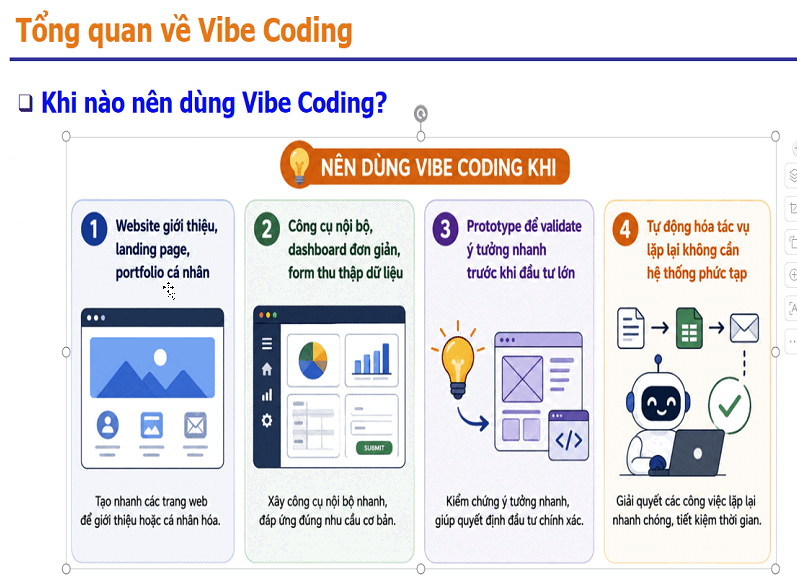 Tổng quan về Vibe Coding
Khi nào nên dùng Vibe Coding?
NÊN DÙNG VIBE CODING KHI
1
Website giới thiệu,
landing page,
portfolio cá nhân
Tạo nhanh các trang web
để giới thiệu hoặc cá nhân hóa.
2
Công cụ nội bộ,
dashboard đơn giản,
form thu thập dữ liệu
SUBMIT
Xây công cụ nội bộ nhanh,
đáp ứng đúng nhu cầu cơ bản.
3
Prototype để validate
ý tưởng nhanh
trước khi đầu tư lớn
</>
Kiểm chứng ý tưởng nhanh,
giúp quyết định đầu tư chính xác.
4
Tự động hóa tác vụ
lặp lại không cần
hệ thống phức tạp
Giải quyết các công việc lặp lại
nhanh chóng, tiết kiệm thời gian.